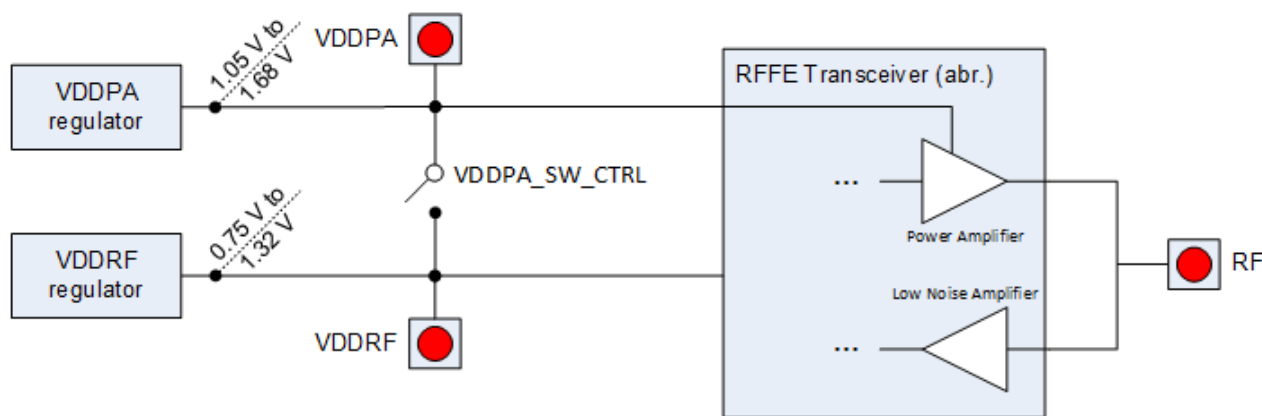 VDDPA
regulator
1.05 V to
1.68 V
VDDPA
RFFE Transceiver (abr.)
VDDPA_SW_CTRL
...
Power Amplifier
VDDRF
regulator
0.75 V to
1.32 V
RF
Low Noise Amplifier
VDDRF
...